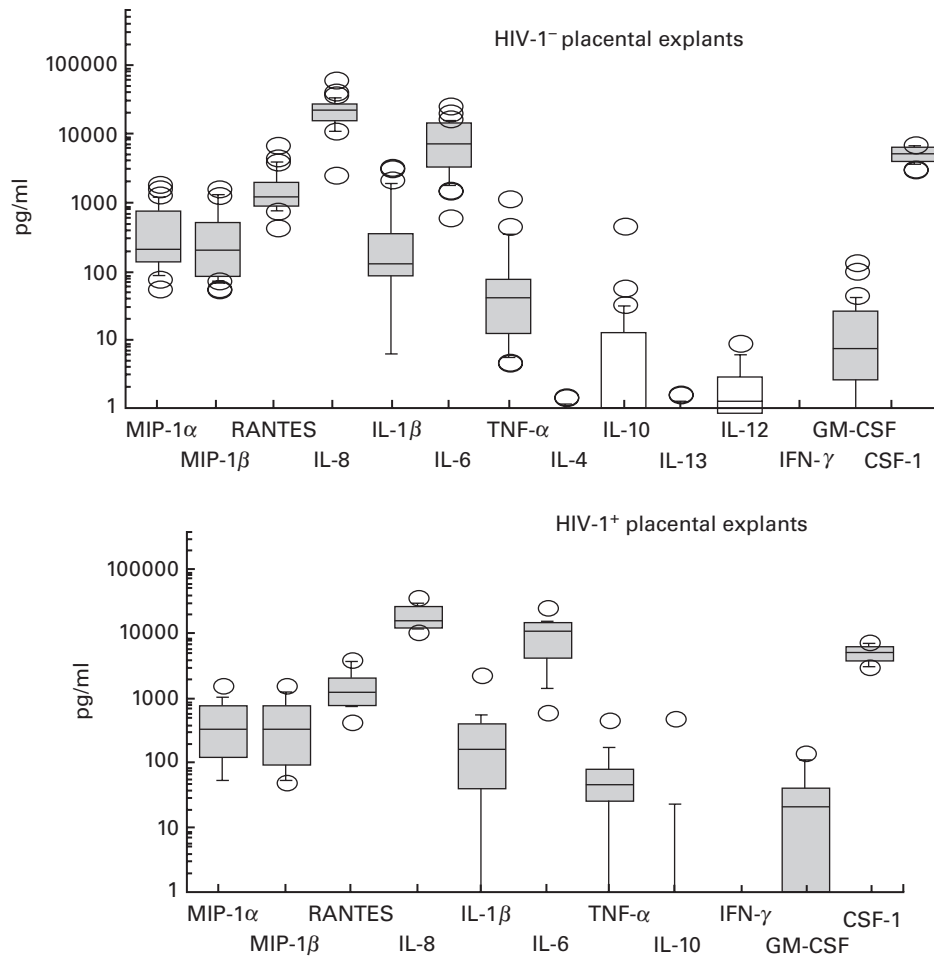 HIV-1⁻ placental explants
pg/ml
100000
10000
1000
100
10
1
MIP-1α RANTES IL-1β TNF-α IL-10 IL-12 GM-CSF
MIP-1β IL-8 IL-6 IL-4 IL-13 IFN-γ CSF-1
HIV-1⁺ placental explants
pg/ml
100000
10000
1000
100
10
1
MIP-1α RANTES IL-1β TNF-α IFN-γ CSF-1
MIP-1β IL-8 IL-6 IL-10 GM-CSF